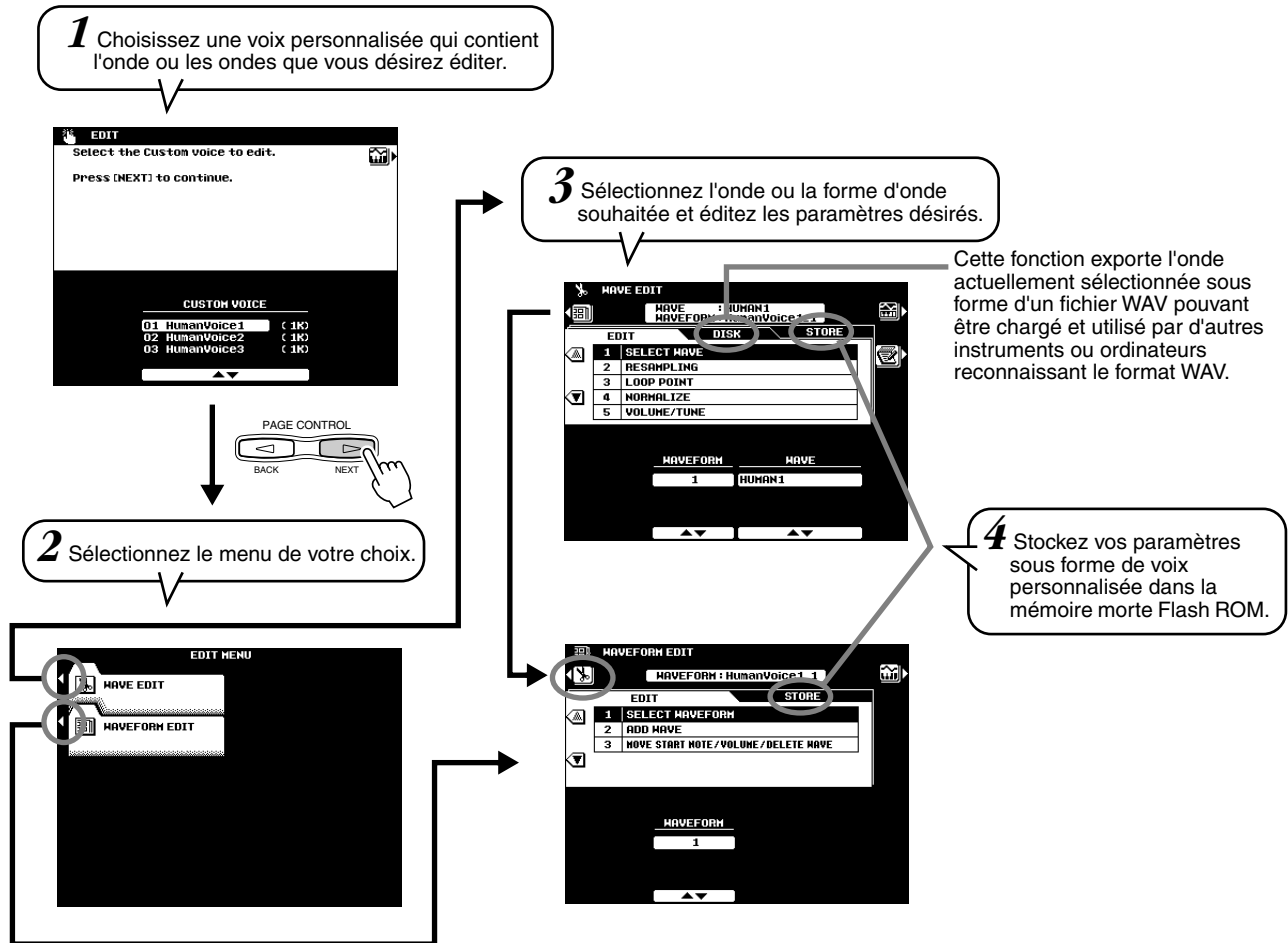 1 Choisissez une voix personnalisée qui contient
l'onde ou les ondes que vous désirez éditer.
EDIT
Select the Custom voice to edit.
Press [NEXT] to continue.
CUSTOM VOICE
01 HumanVoice1 ( 1K)
02 HumanVoice2 ( 1K)
03 HumanVoice3 ( 1K)
PAGE CONTROL
BACK NEXT
2 Sélectionnez le menu de votre choix.
EDIT MENU
WAVE EDIT
WAVEFORM EDIT
3 Sélectionnez l'onde ou la forme d'onde
souhaitée et éditez les paramètres désirés.
WAVE EDIT
WAVE : HUMAN1
WAVEFORM : HumanVoice1 1
EDIT DISK STORE
1 SELECT WAVE
2 RESAMPLING
3 LOOP POINT
4 NORMALIZE
5 VOLUME/TUNE
WAVEFORM WAVE
1 HUMAN1
Cette fonction exporte l'onde
actuellement sélectionnée sous
forme d'un fichier WAV pouvant
être chargé et utilisé par d'autres
instruments ou ordinateurs
reconnaissant le format WAV.
4 Stockez vos paramètres
sous forme de voix
personnalisée dans la
mémoire morte Flash ROM.
WAVEFORM EDIT
WAVEFORM : HumanVoice1 1
EDIT STORE
1 SELECT WAVEFORM
2 ADD WAVE
3 MOVE START NOTE/VOLUME/DELETE WAVE
WAVEFORM
1